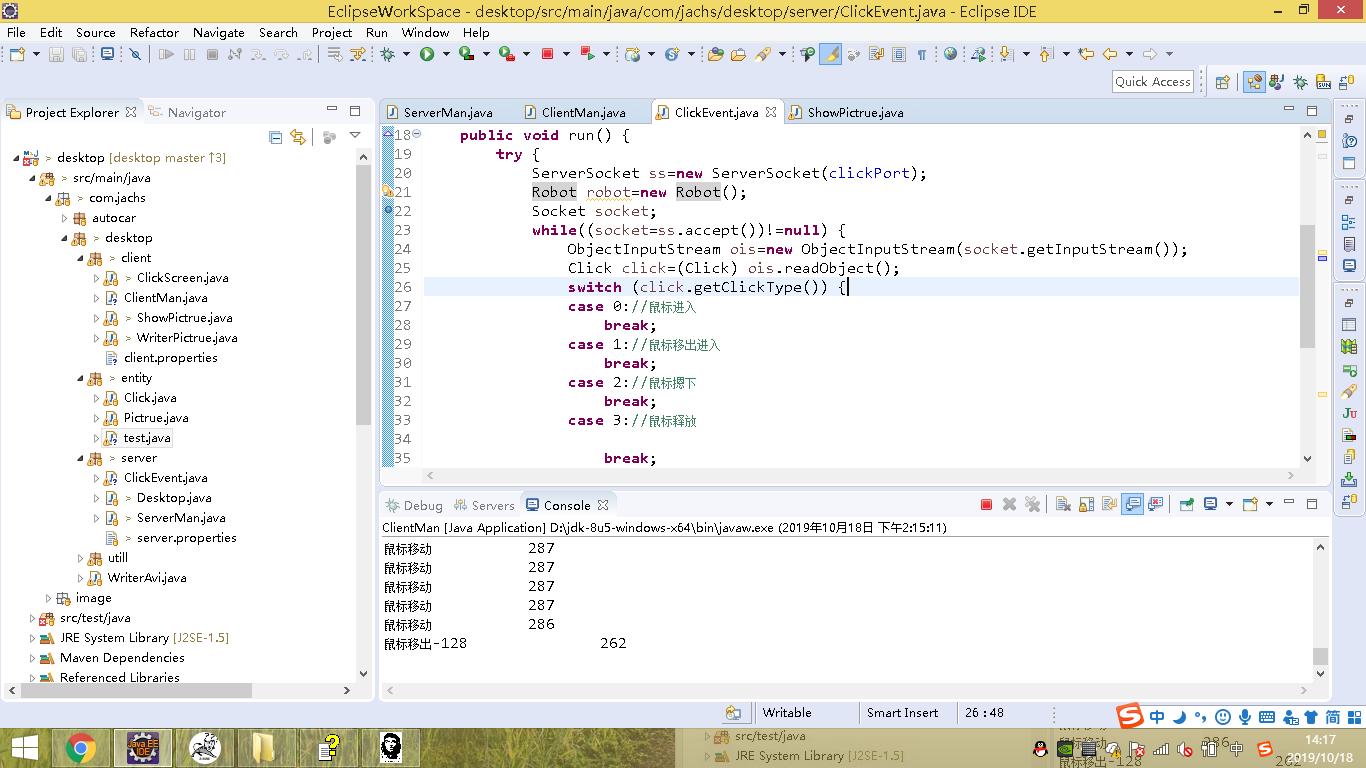 EclipseWorkSpace - desktop/src/main/java/com/jachs/desktop/server/ClickEvent.java - Eclipse IDE
File Edit Source Refactor Navigate Search Project Run Window Help
Quick Access
Project Explorer Navigator
> desktop [desktop master ↑3]
> src/main/java
> com.jachs
autocar
> desktop
> client
> ClickScreen.java
ClientMan.java
> ShowPictrue.java
> WriterPictrue.java
client.properties
> entity
> Click.java
Pictrue.java
test.java
> server
> ClickEvent.java
> Desktop.java
> ServerMan.java
> server.properties
utill
WriterAvi.java
image
src/test/java
JRE System Library [J2SE-1.5]
Maven Dependencies
Referenced Libraries
ServerMan.java ClientMan.java ClickEvent.java ShowPictrue.java
18 public void run() {
19 try {
20 ServerSocket ss=new ServerSocket(clickPort);
21 Robot robot=new Robot();
22 Socket socket;
23 while((socket=ss.accept())!=null) {
24 ObjectInputStream ois=new ObjectInputStream(socket.getInputStream());
25 Click click=(Click) ois.readObject();
26 switch (click.getClickType()) {
27 case 0://鼠标进入
28 break;
29 case 1://鼠标移出进入
30 break;
31 case 2://鼠标摁下
32 break;
33 case 3://鼠标释放
34
35 break;
Debug Servers Console
ClientMan [Java Application] D:\jdk-8u5-windows-x64\bin\javaw.exe (2019年10月18日 下午2:15:11)
鼠标移动 287
鼠标移动 287
鼠标移动 287
鼠标移动 287
鼠标移动 286
鼠标移出-128 262
Writable Smart Insert 26 : 48
中 简
src/test/java
JRE System Library [J2SE-1.5]
286
鼠标移出-128 262
中
14:17
2019/10/18